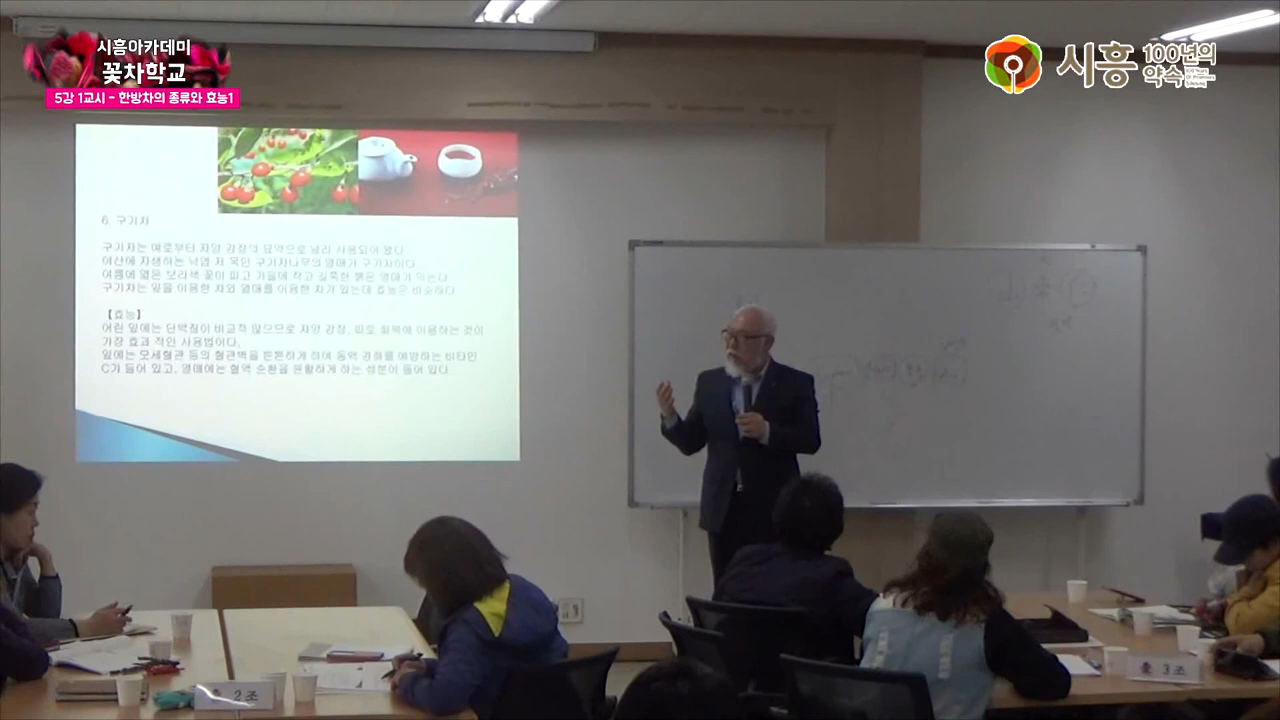 시흥아카데미
꽃차학교
5강 1교시 - 한방차의 종류와 효능1
시흥
100년의
약속
6. 구기자
구기자는 예로부터 자양 강장의 묘약으로 널리 사용되어 왔다.
야산에 자생하는 낙엽 저 목인 구기자나무의 열매가 구기자이다.
여름에 엷은 보라색 꽃이 피고 가을에 작고 길쭉한 붉은 열매가 익는다.
구기자는 잎을 이용한 차와 열매를 이용한 차가 있는데 효능은 비슷하다.
【효능】
어린 잎에는 단백질이 비교적 많으므로 자양 강장, 피로 회복에 이용하는 것이
가장 효과 적인 사용법이다.
잎에는 모세혈관 등의 혈관벽을 튼튼하게 하여 동맥 경화를 예방하는 비타민
C가 들어 있고, 열매에는 혈액 순환을 원활하게 하는 성분이 들어 있다.
2조
3조